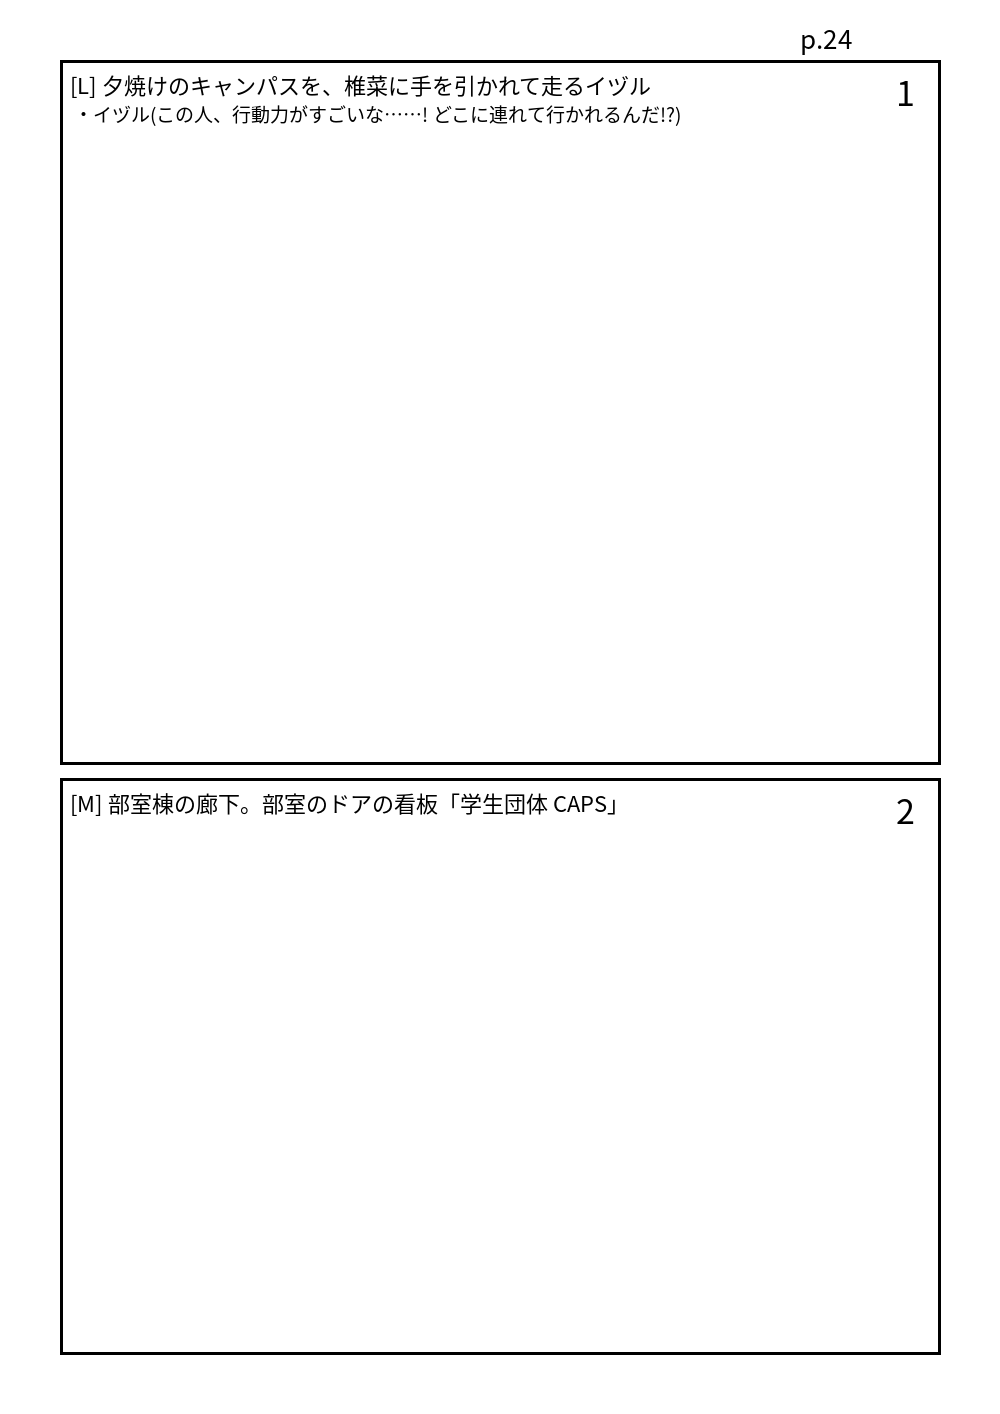 p.24
[L] 夕焼けのキャンパスを、椎菜に手を引かれて走るイヅル
1
・イヅル(この人、行動力がすごいな……! どこに連れて行かれるんだ!?)
[M] 部室棟の廊下。部室のドアの看板「学生団体 CAPS」
2